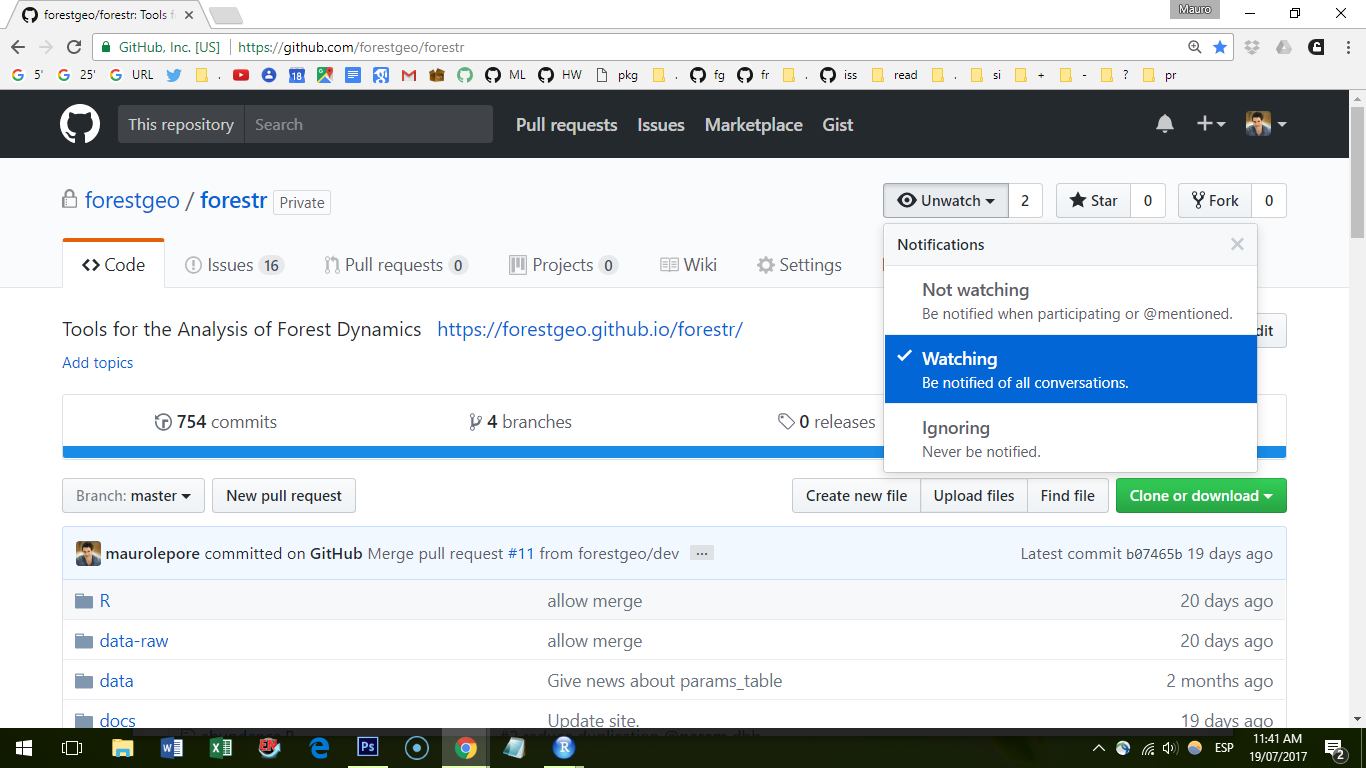 Mauro
forestgeo/forestr: Tools f
GitHub, Inc. [US] https://github.com/forestgeo/forestr
5' 25' URL . 18 ML HW pkg . fg fr . iss read . si + - ? pr
This repository Search Pull requests Issues Marketplace Gist
forestgeo / forestr Private Unwatch 2 Star 0 Fork 0
Notifications
Code Issues 16 Pull requests 0 Projects 0 Wiki Settings
Not watching
Be notified when participating or @mentioned.
Tools for the Analysis of Forest Dynamics https://forestgeo.github.io/forestr/ dit
Add topics
Watching
Be notified of all conversations.
754 commits 4 branches 0 releases
Ignoring
Never be notified.
Branch: master New pull request Create new file Upload files Find file Clone or download
maurolepore committed on GitHub Merge pull request #11 from forestgeo/dev ... Latest commit b07465b 19 days ago
R allow merge 20 days ago
data-raw allow merge 20 days ago
data Give news about params_table 2 months ago
docs Update site. 19 days ago
Ps R ESP 11:41 AM
19/07/2017 2